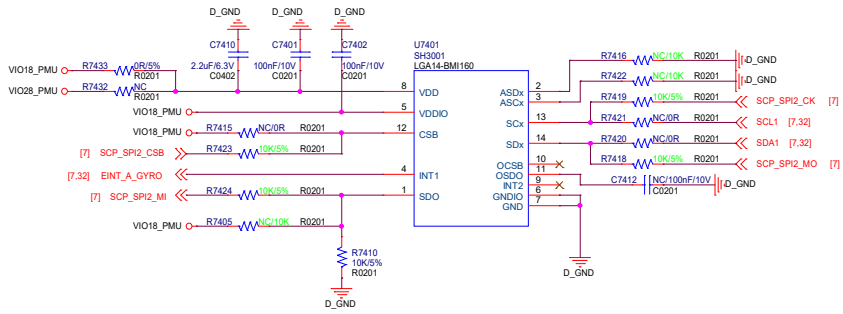 D_GND D_GND D_GND
C7410 C7401 C7402 U7401
SH3001
LGA14-BMI160
2.2uF/6.3V 100nF/10V 100nF/10V
C0402 C0201 C0201
VIO18_PMU R7433 0R/5% R0201
VIO28_PMU R7432 NC R0201
8 VDD
VIO18_PMU 5 VDDIO
VIO18_PMU R7415 NC/0R R0201 12 CSB
[7] SCP_SPI2_CSB R7423 10K/5% R0201
[7,32] EINT_A_GYRO 4 INT1
[7] SCP_SPI2_MI R7424 10K/5% R0201 1 SDO
VIO18_PMU R7405 NC/10K R0201
R7410
10K/5%
R0201
D_GND
ASDx 2 R7416 NC/10K R0201 D_GND
ASCx 3 R7422 NC/10K R0201 D_GND
R7419 10K/5% R0201 SCP_SPI2_CK [7]
SCx 13 R7421 NC/0R R0201 SCL1 [7,32]
SDx 14 R7420 NC/0R R0201 SDA1 [7,32]
R7418 10K/5% R0201 SCP_SPI2_MO [7]
OCSB 10
OSDO 11
INT2 9
GNDIO 6
GND 7
C7412 NC/100nF/10V D_GND
C0201
D_GND